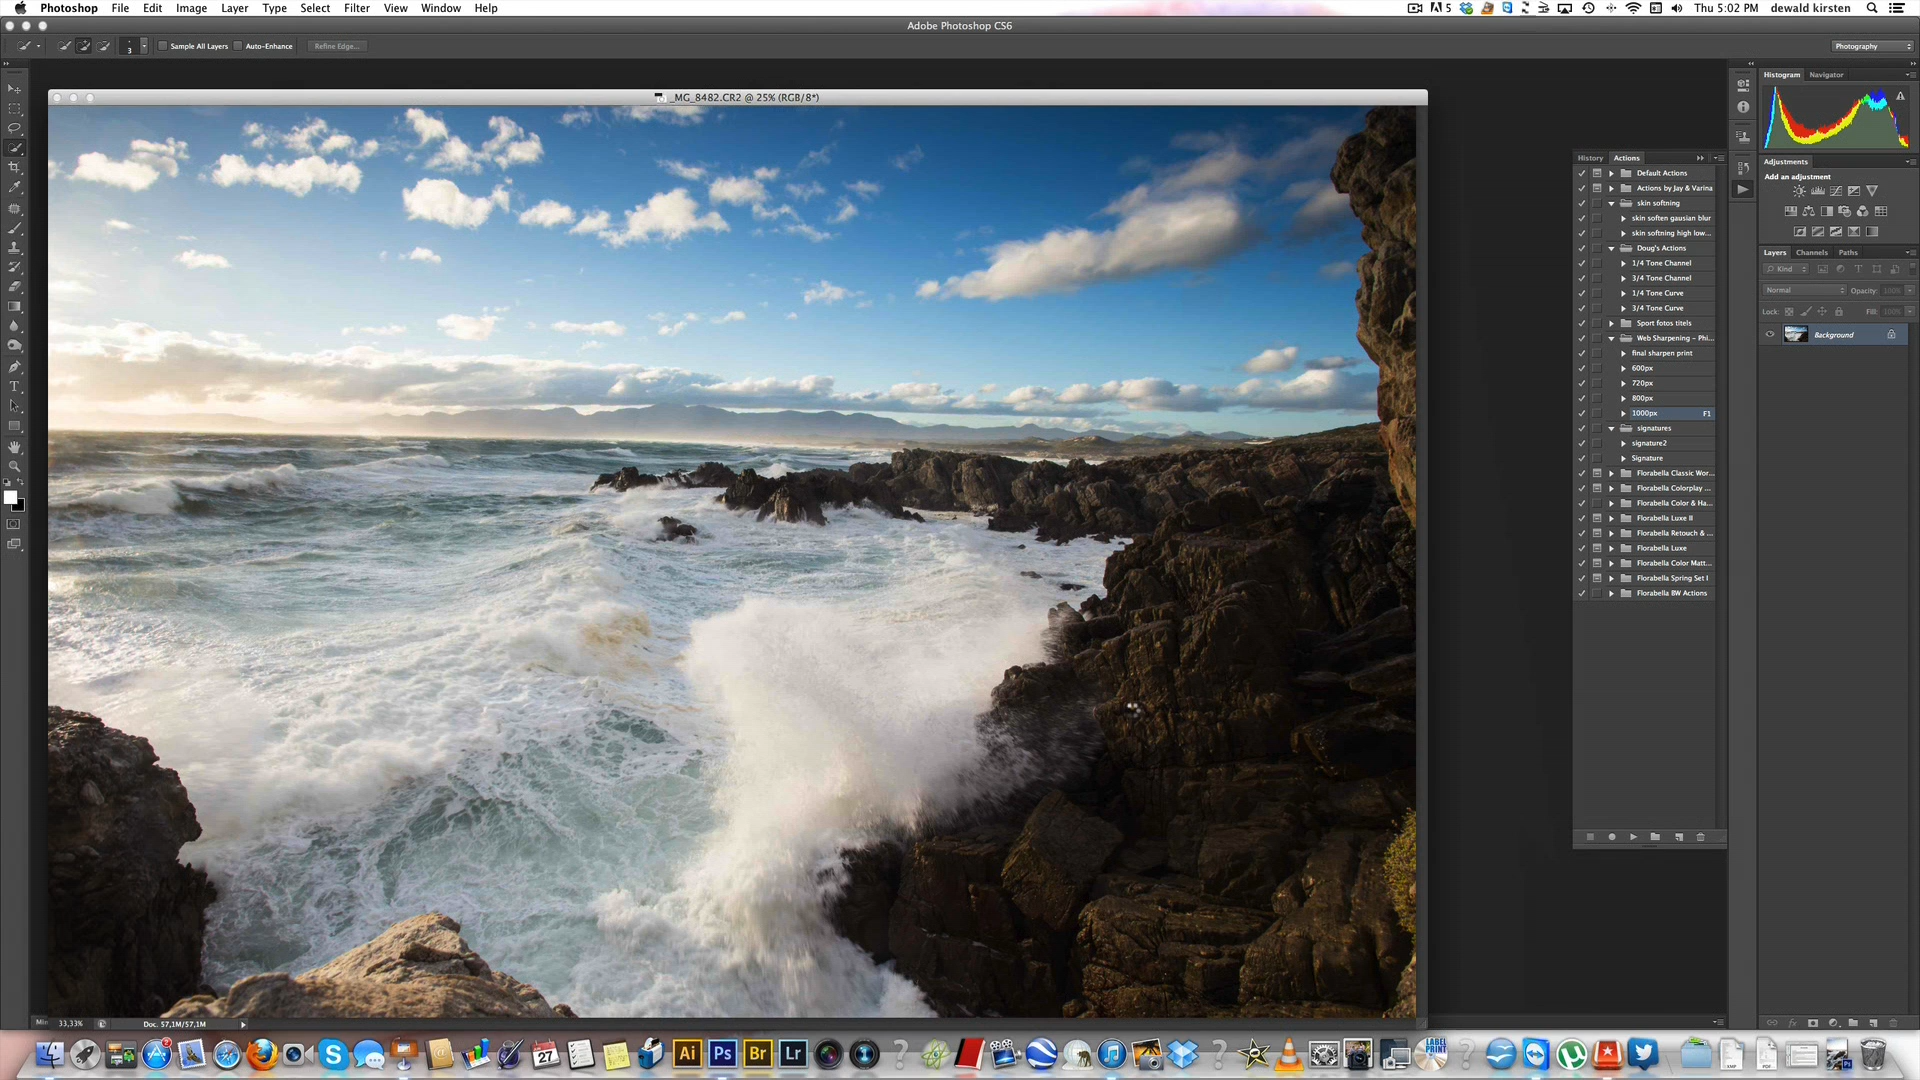 Photoshop File Edit Image Layer Type Select Filter View Window Help
5 Thu 5:02 PM dewald kirsten
Adobe Photoshop CS6
3 Sample All Layers Auto-Enhance Refine Edge... Photography
_MG_8482.CR2 @ 25% (RGB/8*)
Histogram Navigator
History Actions
Default Actions
Actions by Jay & Varina
skin softning
skin soften gausian blur
skin softning high low...
Doug's Actions
1/4 Tone Channel
3/4 Tone Channel
1/4 Tone Curve
3/4 Tone Curve
Sport fotos titels
Web Sharpening - Phi...
final sharpen print
600px
720px
800px
1000px F1
signatures
signature2
Signature
Florabella Classic Wor...
Florabella Colorplay ...
Florabella Color & Ha...
Florabella Luxe II
Florabella Retouch & ...
Florabella Luxe
Florabella Color Matt...
Florabella Spring Set I
Florabella BW Actions
Adjustments
Add an adjustment
Layers Channels Paths
Kind
Normal Opacity: 100%
Lock: Fill: 100%
Background
33,33% Doc: 57,1M/57,1M
JUN 27 Ai Ps Br Lr
LABEL PRINT